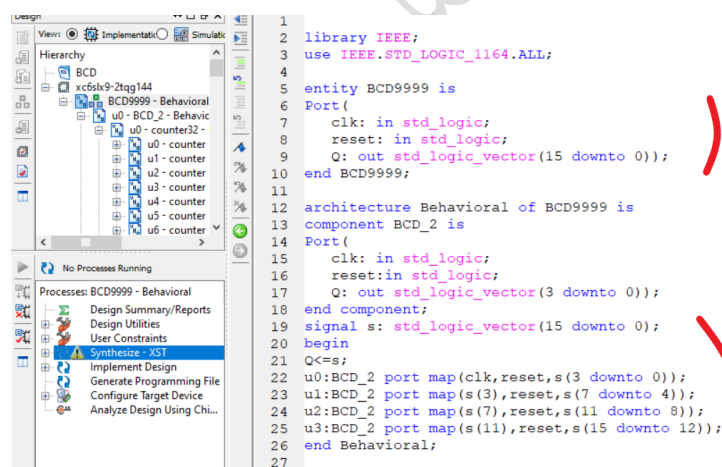 Design
View: Implementatic Simulatic
Hierarchy
BCD
xc6slx9-2tqg144
BCD9999 - Behavioral
u0 - BCD_2 - Behavic
u0 - counter32 -
u0 - counter
u1 - counter
u2 - counter
u3 - counter
u4 - counter
u5 - counter
u6 - counter
No Processes Running
Processes: BCD9999 - Behavioral
Design Summary/Reports
Design Utilities
User Constraints
Synthesize - XST
Implement Design
Generate Programming File
Configure Target Device
Analyze Design Using Chi...
1
2 library IEEE;
3 use IEEE.STD_LOGIC_1164.ALL;
4
5 entity BCD9999 is
6 Port(
7 clk: in std_logic;
8 reset: in std_logic;
9 Q: out std_logic_vector(15 downto 0));
10 end BCD9999;
11
12 architecture Behavioral of BCD9999 is
13 component BCD_2 is
14 Port(
15 clk: in std_logic;
16 reset:in std_logic;
17 Q: out std_logic_vector(3 downto 0));
18 end component;
19 signal s: std_logic_vector(15 downto 0);
20 begin
21 Q<=s;
22 u0:BCD_2 port map(clk,reset,s(3 downto 0));
23 u1:BCD_2 port map(s(3),reset,s(7 downto 4));
24 u2:BCD_2 port map(s(7),reset,s(11 downto 8));
25 u3:BCD_2 port map(s(11),reset,s(15 downto 12));
26 end Behavioral;
27